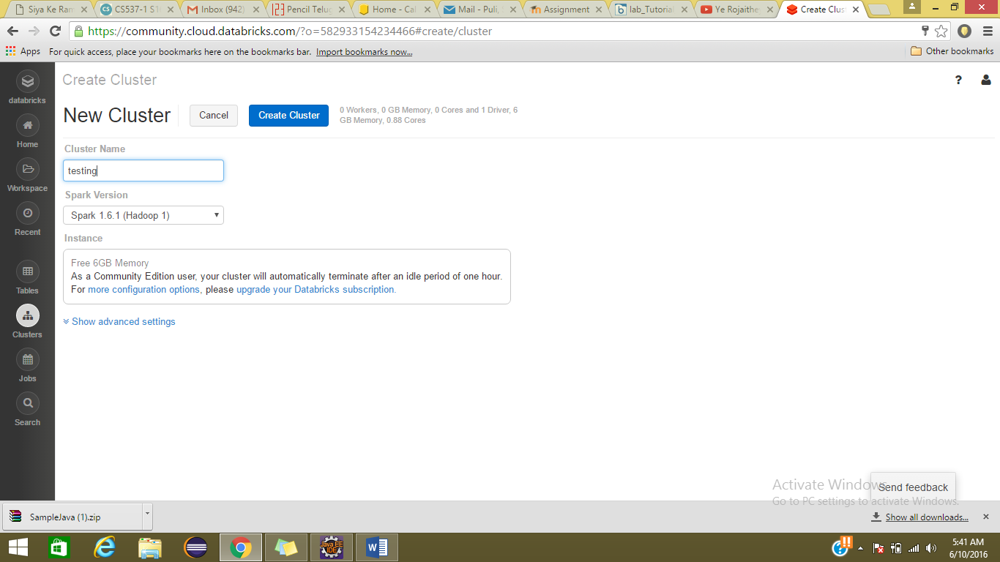 Siya Ke Ram
CS537-1 S1
Inbox (942)
Pencil Telug
Home - Cal
Mail - Puli,
Assignment
lab_Tutorial
Ye Rojaithe
Create Clus
https://community.cloud.databricks.com/?o=582933154234466#create/cluster
Apps For quick access, place your bookmarks here on the bookmarks bar. Import bookmarks now... Other bookmarks
databricks
Home
Workspace
Recent
Tables
Clusters
Jobs
Search
Create Cluster
?
New Cluster
Cancel
Create Cluster
0 Workers, 0 GB Memory, 0 Cores and 1 Driver, 6
GB Memory, 0.88 Cores
Cluster Name
testing
Spark Version
Spark 1.6.1 (Hadoop 1)
Instance
Free 6GB Memory
As a Community Edition user, your cluster will automatically terminate after an idle period of one hour.
For more configuration options, please upgrade your Databricks subscription.
Show advanced settings
Activate Windows
Go to PC settings to activate Windows.
Send feedback
SampleJava (1).zip
Show all downloads...
Java EE
IDE
5:41 AM
6/10/2016